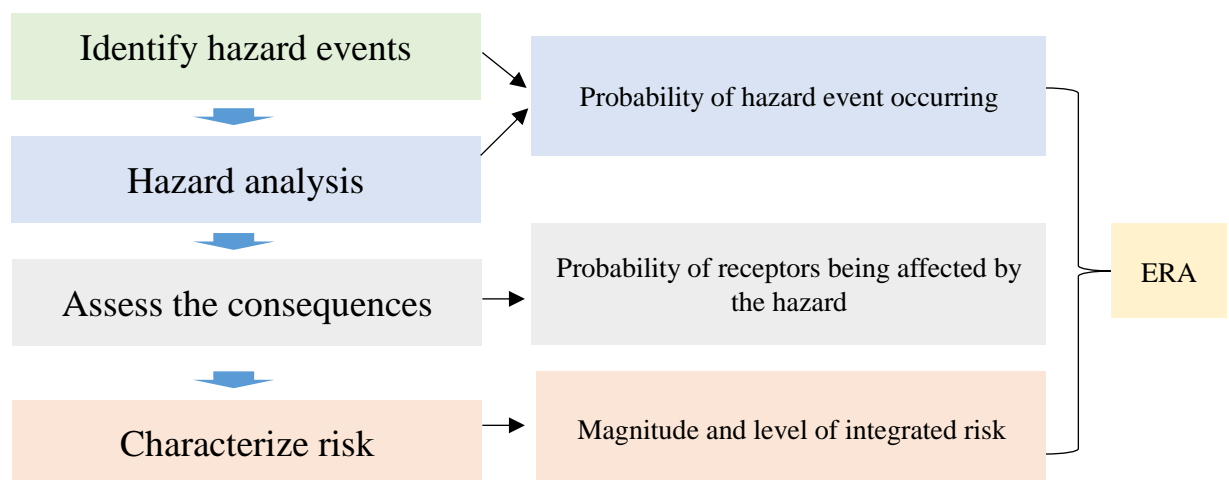 Identify hazard events
Probability of hazard event occurring
Hazard analysis
Probability of receptors being affected by
the hazard
ERA
Assess the consequences
Magnitude and level of integrated risk
Characterize risk